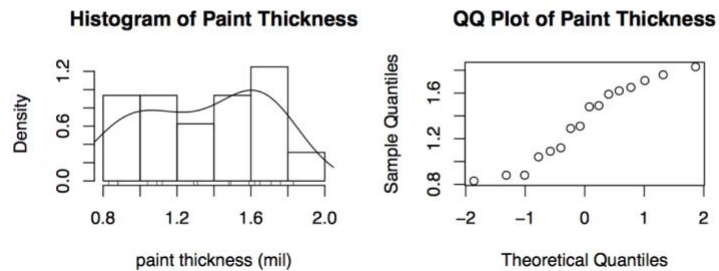 Histogram of Paint Thickness
Density
0.0 0.6 1.2
0.8 1.2 1.6 2.0
paint thickness (mil)
QQ Plot of Paint Thickness
Sample Quantiles
0.8 1.2 1.6
−2 −1 0 1 2
Theoretical Quantiles